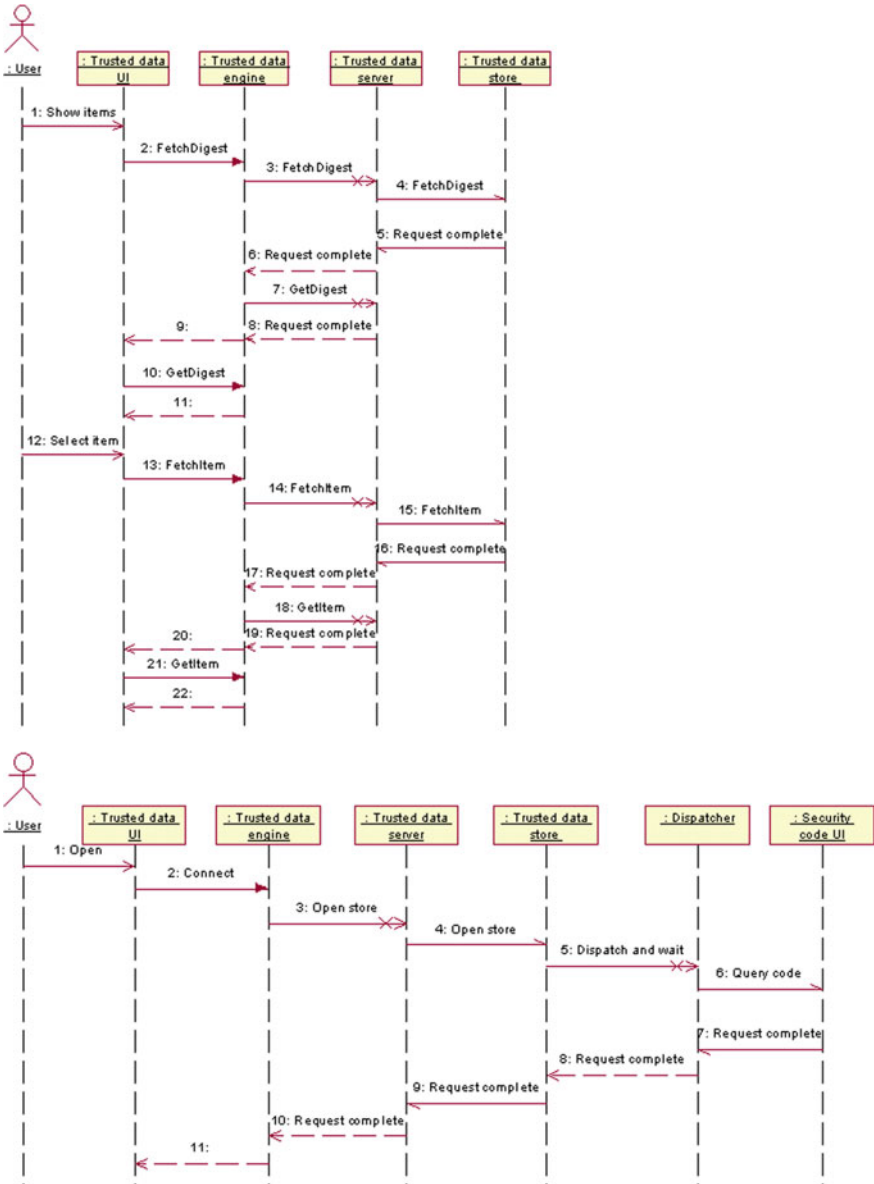 : User
: Trusted data UI
: Trusted data engine
: Trusted data server
: Trusted data store
1: Show items
2: FetchDigest
3: FetchDigest
4: FetchDigest
5: Request complete
6: Request complete
7: GetDigest
8: Request complete
9:
10: GetDigest
11:
12: Select item
13: FetchItem
14: FetchItem
15: FetchItem
16: Request complete
17: Request complete
18: GetItem
19: Request complete
20:
21: GetItem
22:
: User
: Trusted data UI
: Trusted data engine
: Trusted data server
: Trusted data store
: Dispatcher
: Security code UI
1: Open
2: Connect
3: Open store
4: Open store
5: Dispatch and wait
6: Query code
7: Request complete
8: Request complete
9: Request complete
10: Request complete
11: